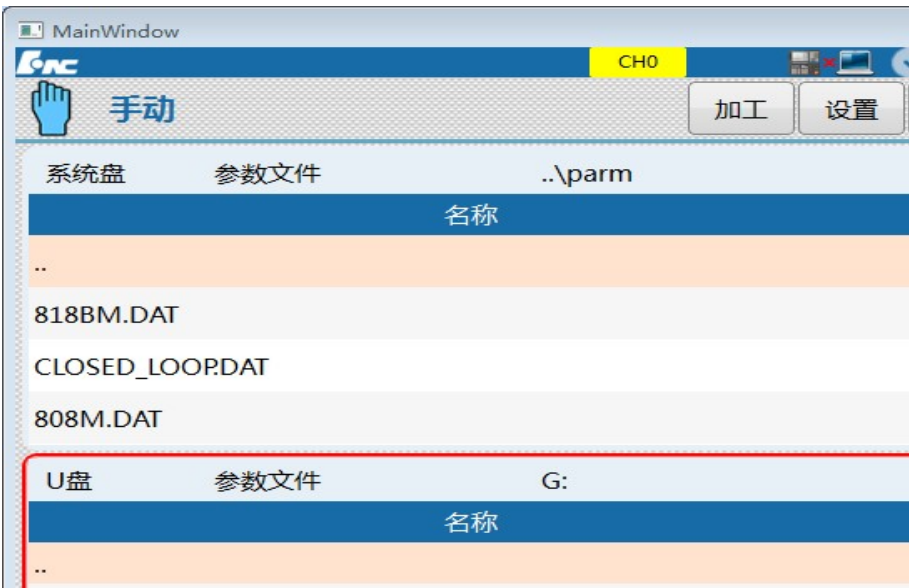 MainWindow
HNC CH0
手动 加工 设置
系统盘 参数文件 ..\parm
名称
..
818BM.DAT
CLOSED_LOOP.DAT
808M.DAT
U盘 参数文件 G:
名称
..